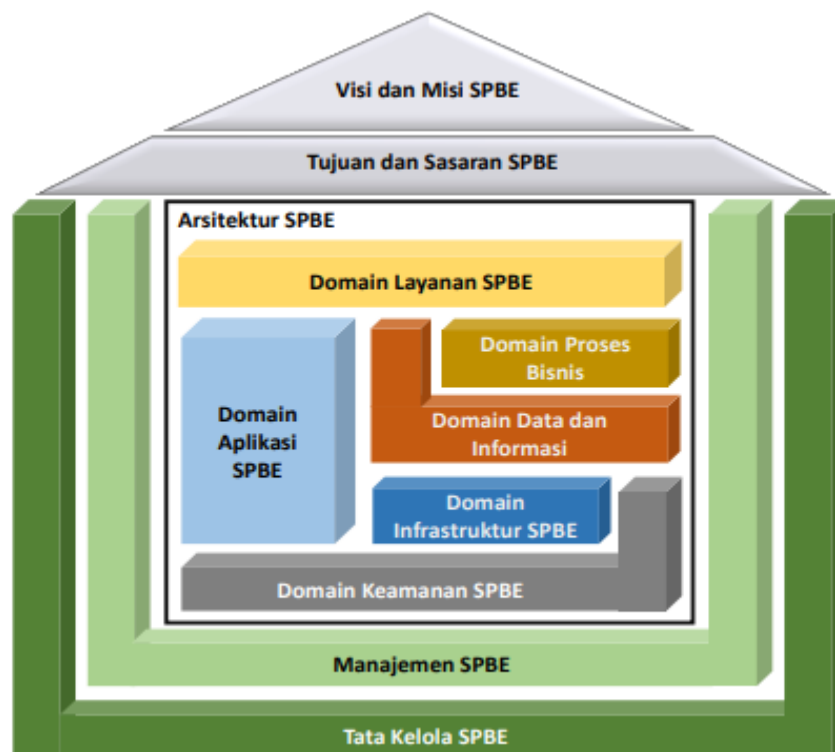 Visi dan Misi SPBE
Tujuan dan Sasaran SPBE
Arsitektur SPBE
Domain Layanan SPBE
Domain
Aplikasi
SPBE
Domain Proses
Bisnis
Domain Data dan
Informasi
Domain
Infrastruktur SPBE
Domain Keamanan SPBE
Manajemen SPBE
Tata Kelola SPBE